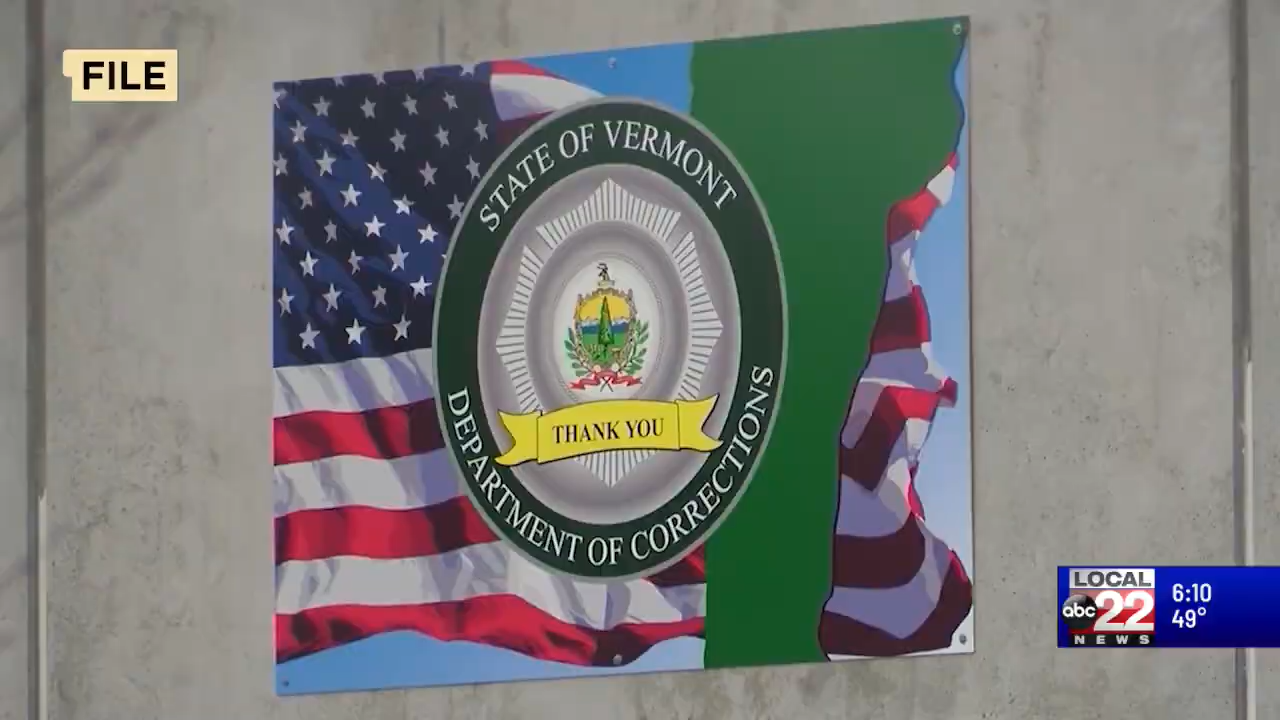 FILE
STATE OF VERMONT
THANK YOU
DEPARTMENT OF CORRECTIONS
LOCAL
abc 22
NEWS
6:10
49°